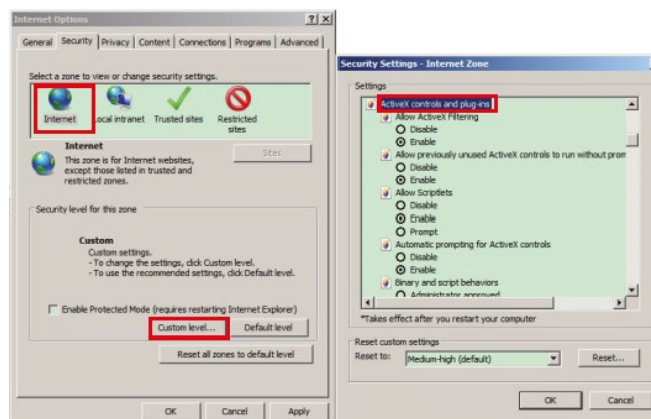 Internet Options
General Security Privacy Content Connections Programs Advanced
Select a zone to view or change security settings.
Internet
Local intranet
Trusted sites
Restricted
sites
Internet
This zone is for Internet websites,
except those listed in trusted and
restricted zones.
Sites
Security level for this zone
Custom
Custom settings.
- To change the settings, click Custom level.
- To use the recommended settings, click Default level.
Enable Protected Mode (requires restarting Internet Explorer)
Custom level...
Default level
Reset all zones to default level
OK
Cancel
Apply
Security Settings - Internet Zone
Settings
ActiveX controls and plug-ins
Allow ActiveX Filtering
Disable
Enable
Allow previously unused ActiveX controls to run without prom
Disable
Enable
Allow Scriptlets
Disable
Enable
Prompt
Automatic prompting for ActiveX controls
Disable
Enable
Binary and script behaviors
Administrator approved
*Takes effect after you restart your computer
Reset custom settings
Reset to:
Medium-high (default)
Reset...
OK
Cancel